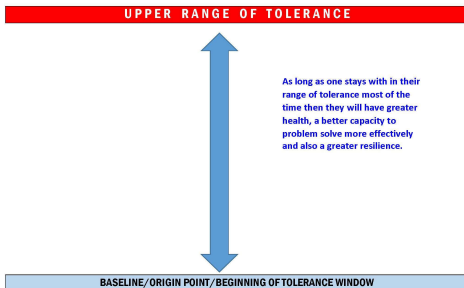 UPPER RANGE OF TOLERANCE
As long as one stays with in their
range of tolerance most of the
time then they will have greater
health, a better capacity to
problem solve more effectively
and also a greater resilience.
BASELINE/ORIGIN POINT/BEGINNING OF TOLERANCE WINDOW